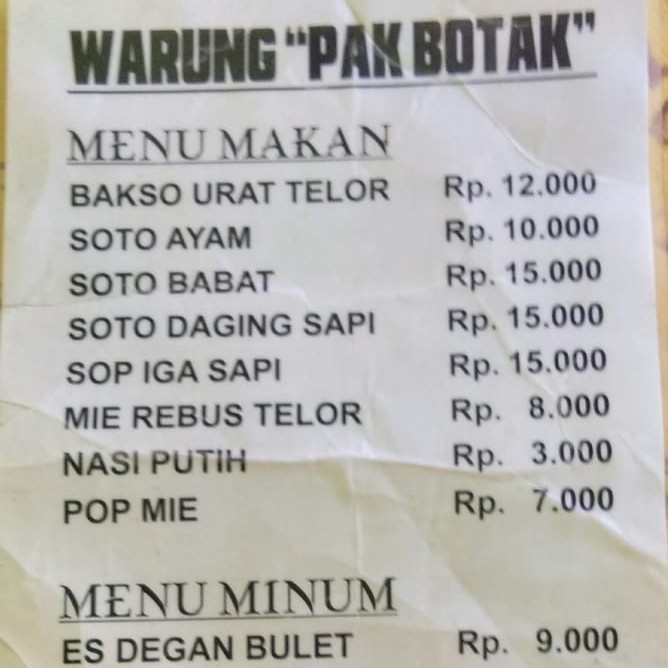 WARUNG "PAK BOTAK"
MENU MAKAN
BAKSO URAT TELOR Rp. 12.000
SOTO AYAM Rp. 10.000
SOTO BABAT Rp. 15.000
SOTO DAGING SAPI Rp. 15.000
SOP IGA SAPI Rp. 15.000
MIE REBUS TELOR Rp. 8.000
NASI PUTIH Rp. 3.000
POP MIE Rp. 7.000
MENU MINUM
ES DEGAN BULET Rp. 9.000